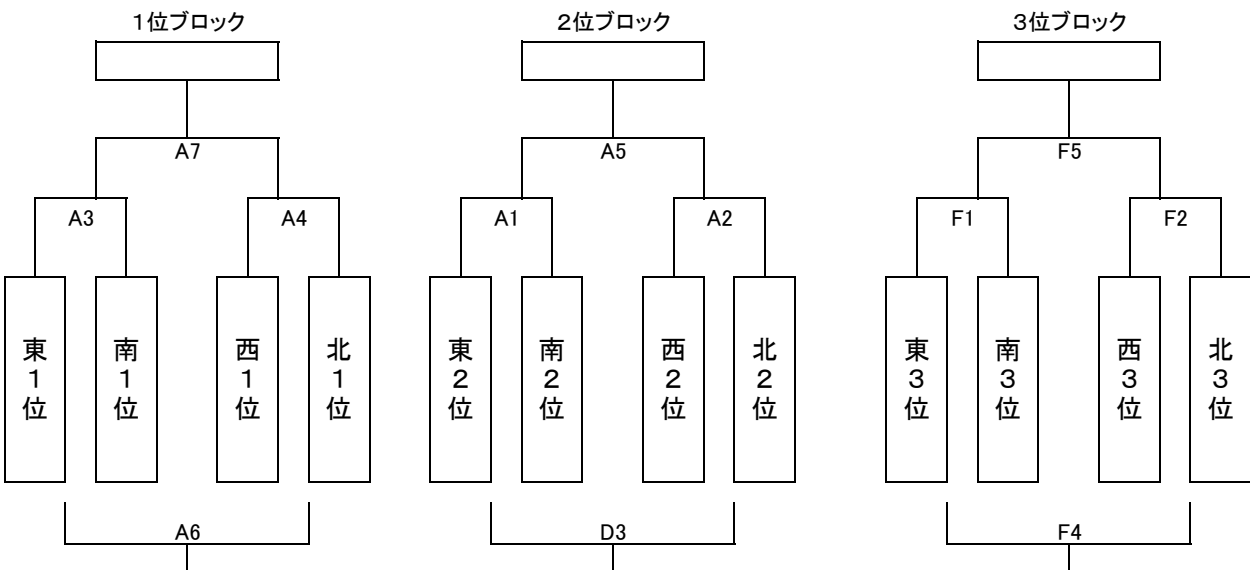 1位ブロック
2位ブロック
3位ブロック
A7
A5
F5
A3
A4
A1
A2
F1
F2
東1位
南1位
西1位
北1位
東2位
南2位
西2位
北2位
東3位
南3位
西3位
北3位
A6
D3
F4